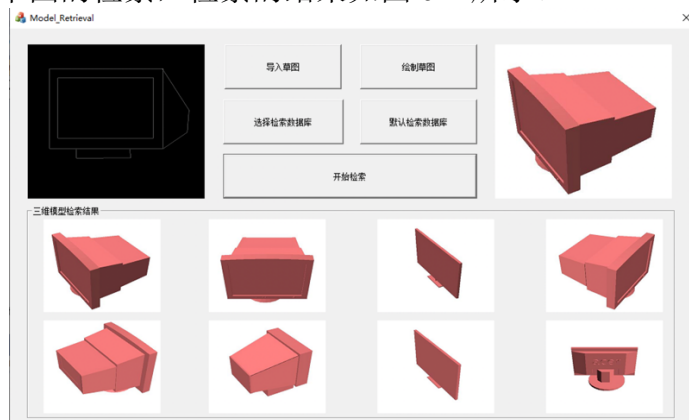 Model_Retrieval
导入草图
绘制草图
选择检索数据库
默认检索数据库
开始检索
三维模型检索结果